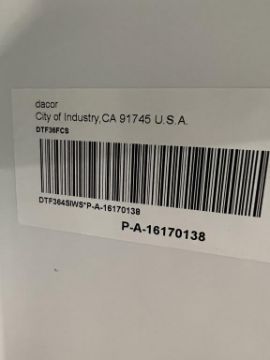 dacor
City of Industry,CA 91745 U.S.A.
DTF36FCS
DTF364SIWS*P-A-16170138
P-A-16170138